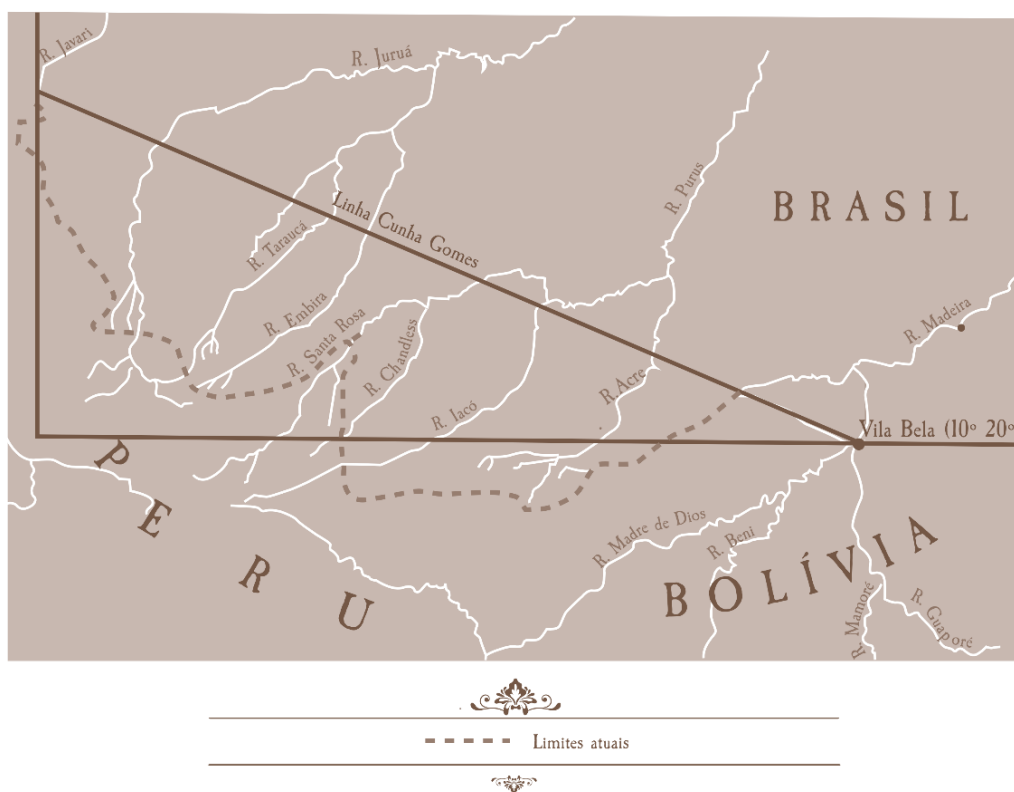 R. Javari
R. Juruá
R. Purus
BRASIL
Linha Cunha Gomes
R. Tarauacá
R. Embira
R. Santa Rosa
R. Chandless
R. Madeira
R. Acre
R. Iacó
Vila Bela (10° 20°
PERU
R. Madre de Dios
R. Beni
BOLÍVIA
R. Mamoré
R. Guaporé
Limites atuais